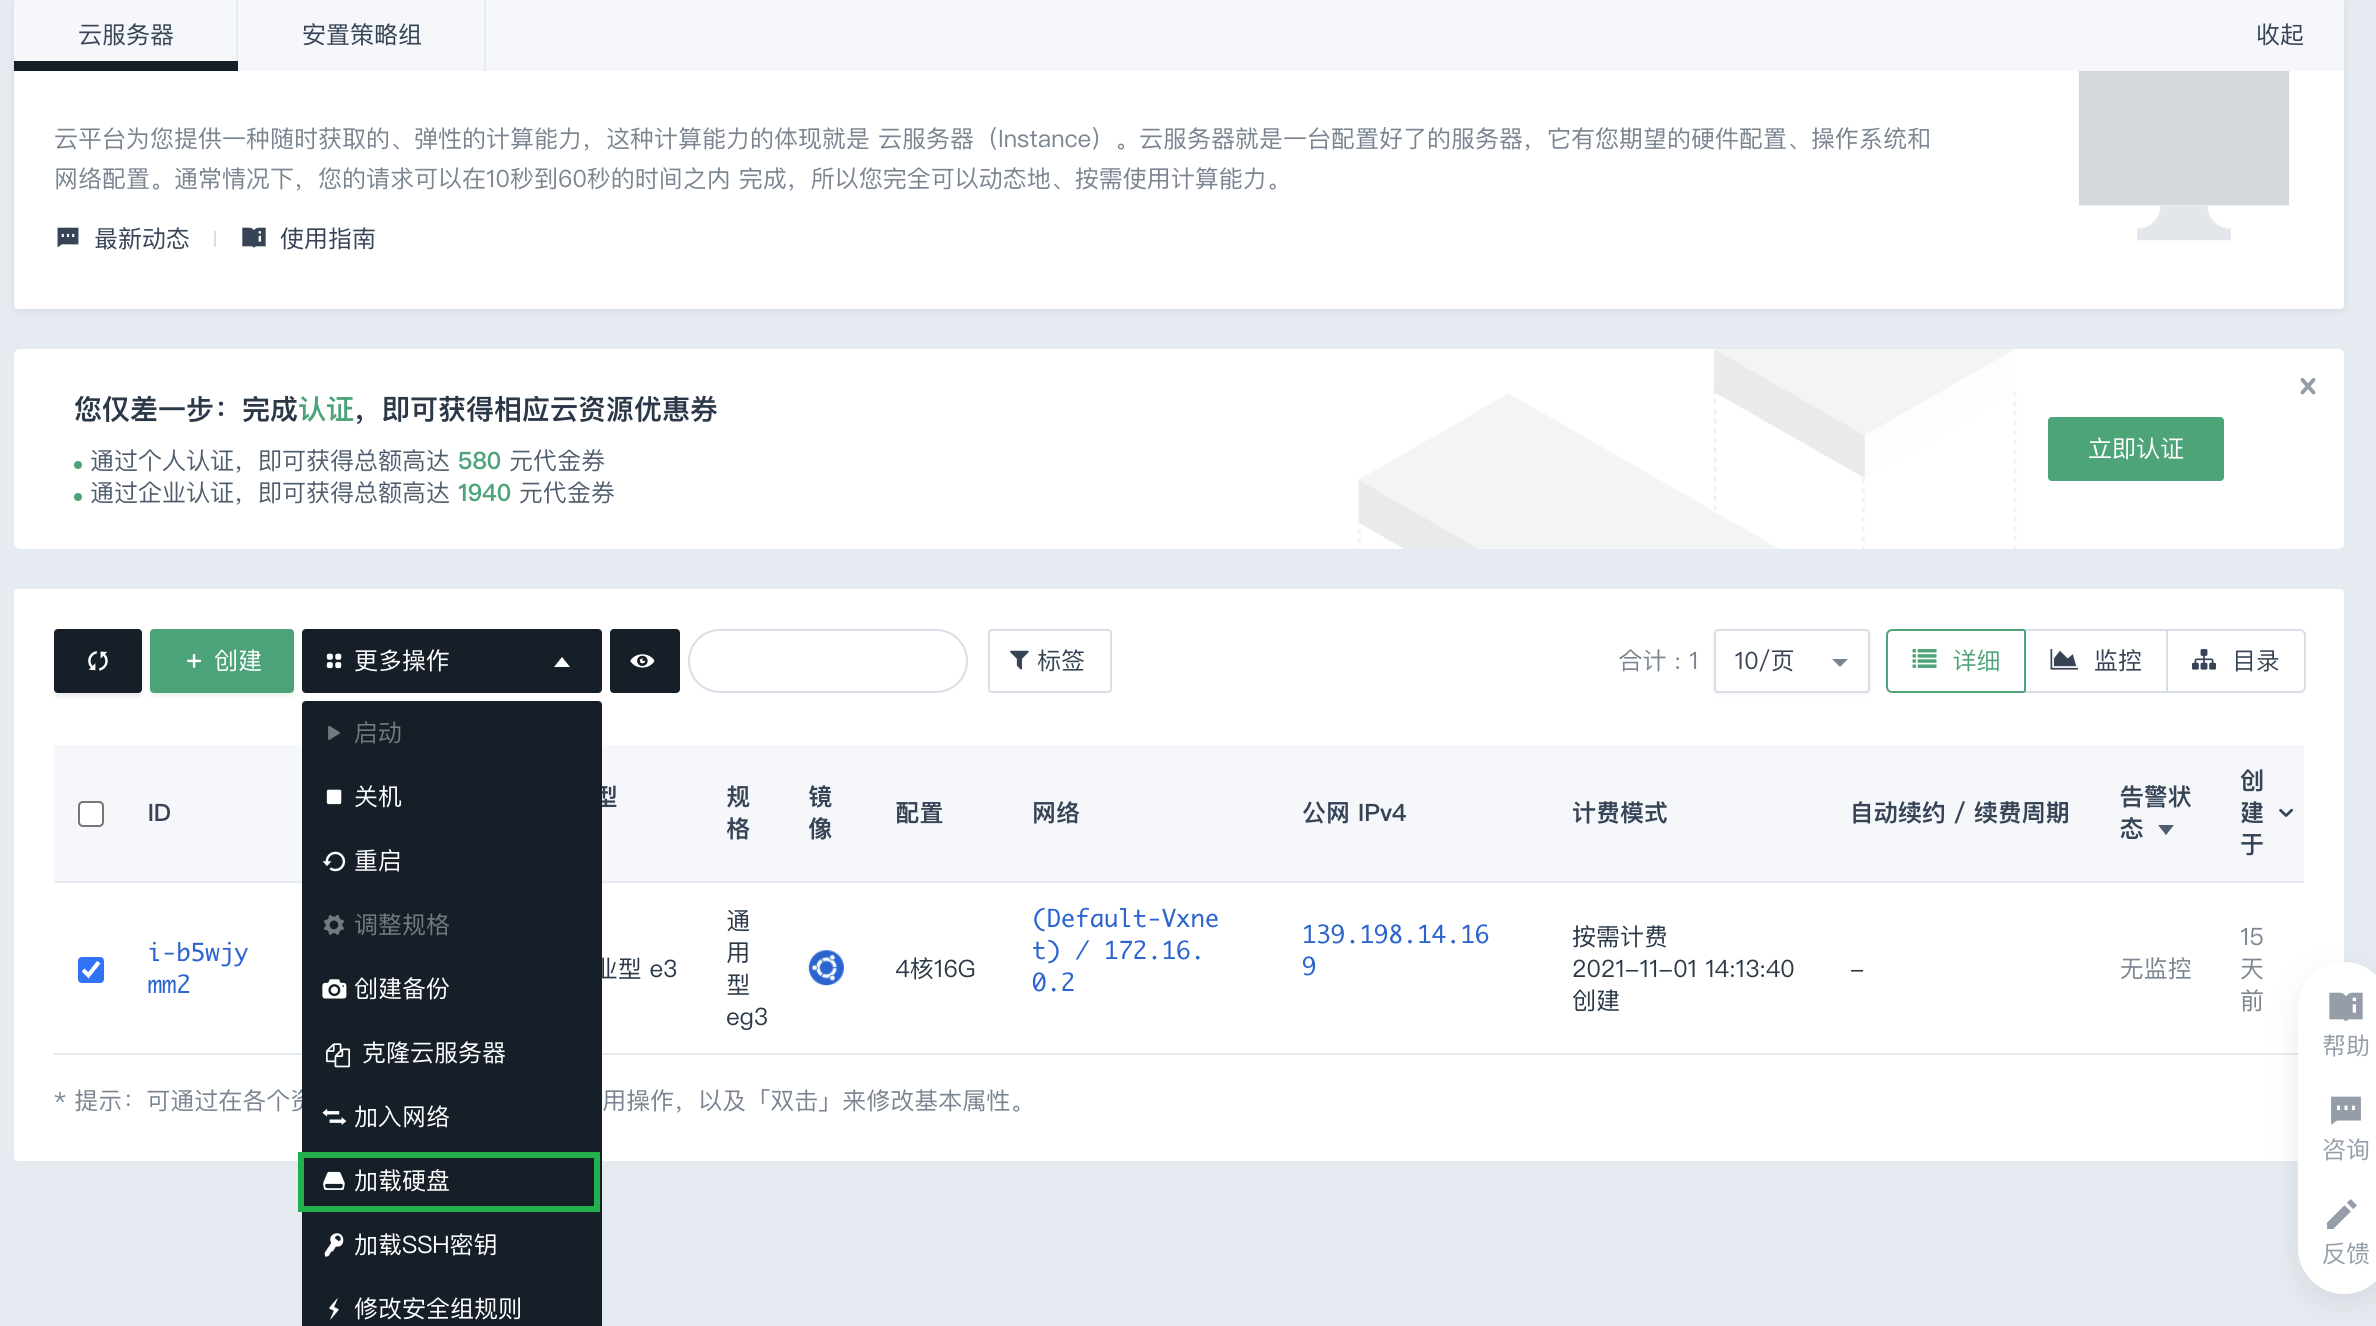 云服务器 安置策略组 收起
云平台为您提供一种随时获取的、弹性的计算能力，这种计算能力的体现就是 云服务器（Instance）。云服务器就是一台配置好了的服务器，它有您期望的硬件配置、操作系统和
网络配置。通常情况下，您的请求可以在10秒到60秒的时间之内 完成，所以您完全可以动态地、按需使用计算能力。
最新动态 使用指南
您仅差一步：完成认证，即可获得相应云资源优惠券
通过个人认证，即可获得总额高达 580 元代金券
通过企业认证，即可获得总额高达 1940 元代金券
立即认证
+ 创建 更多操作 标签 合计 : 1 10/页 详细 监控 目录
启动
关机
重启
调整规格
创建备份
克隆云服务器
加入网络
加载硬盘
加载SSH密钥
修改安全组规则
ID
型
规
格
镜
像
配置
网络
公网 IPv4
计费模式
自动续约 / 续费周期
告警状
态
创
建
于
i-b5wjy
mm2
业型 e3
通
用
型
eg3
4核16G
(Default-Vxne
t) / 172.16.
0.2
139.198.14.16
9
按需计费
2021-11-01 14:13:40
创建
–
无监控
15
天
前
* 提示：可通过在各个资
用操作，以及「双击」来修改基本属性。
帮助
咨询
反馈